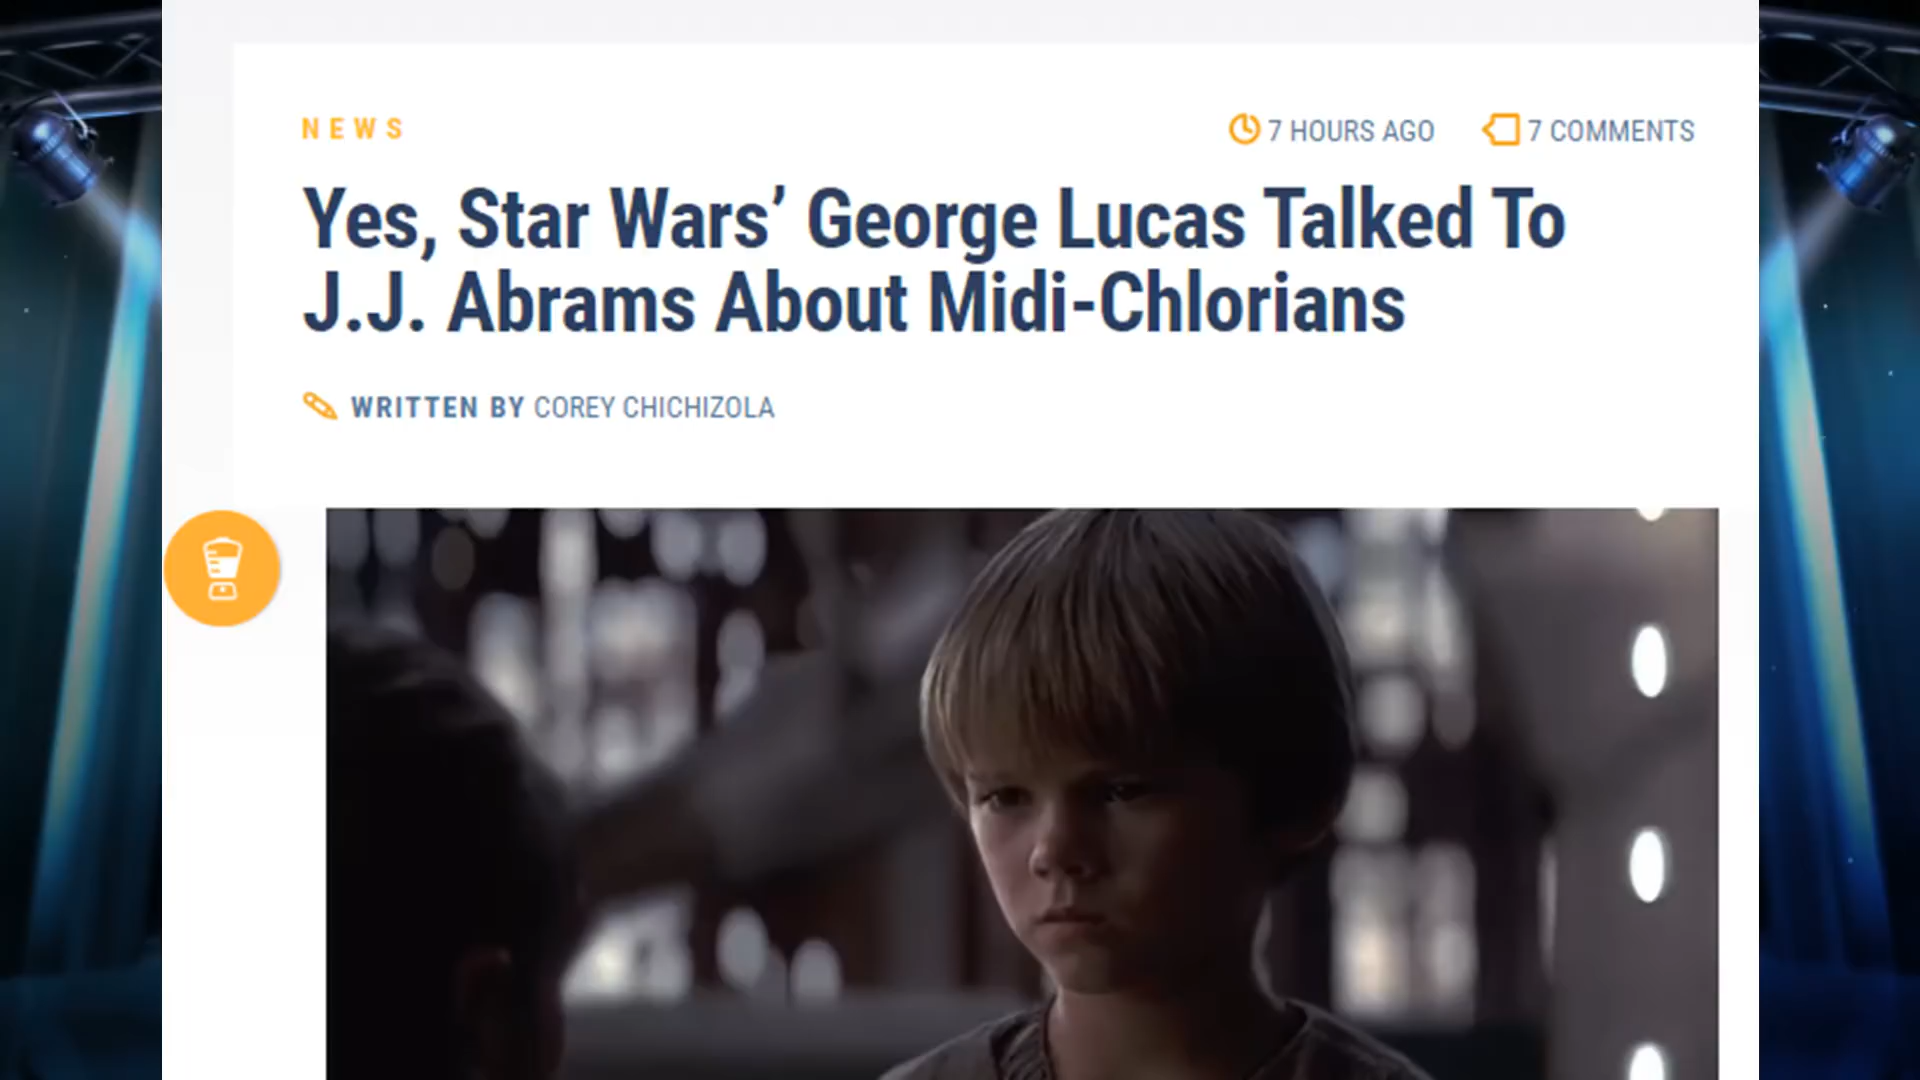 NEWS
7 HOURS AGO
7 COMMENTS
Yes, Star Wars’ George Lucas Talked To
J.J. Abrams About Midi-Chlorians
WRITTEN BY COREY CHICHIZOLA